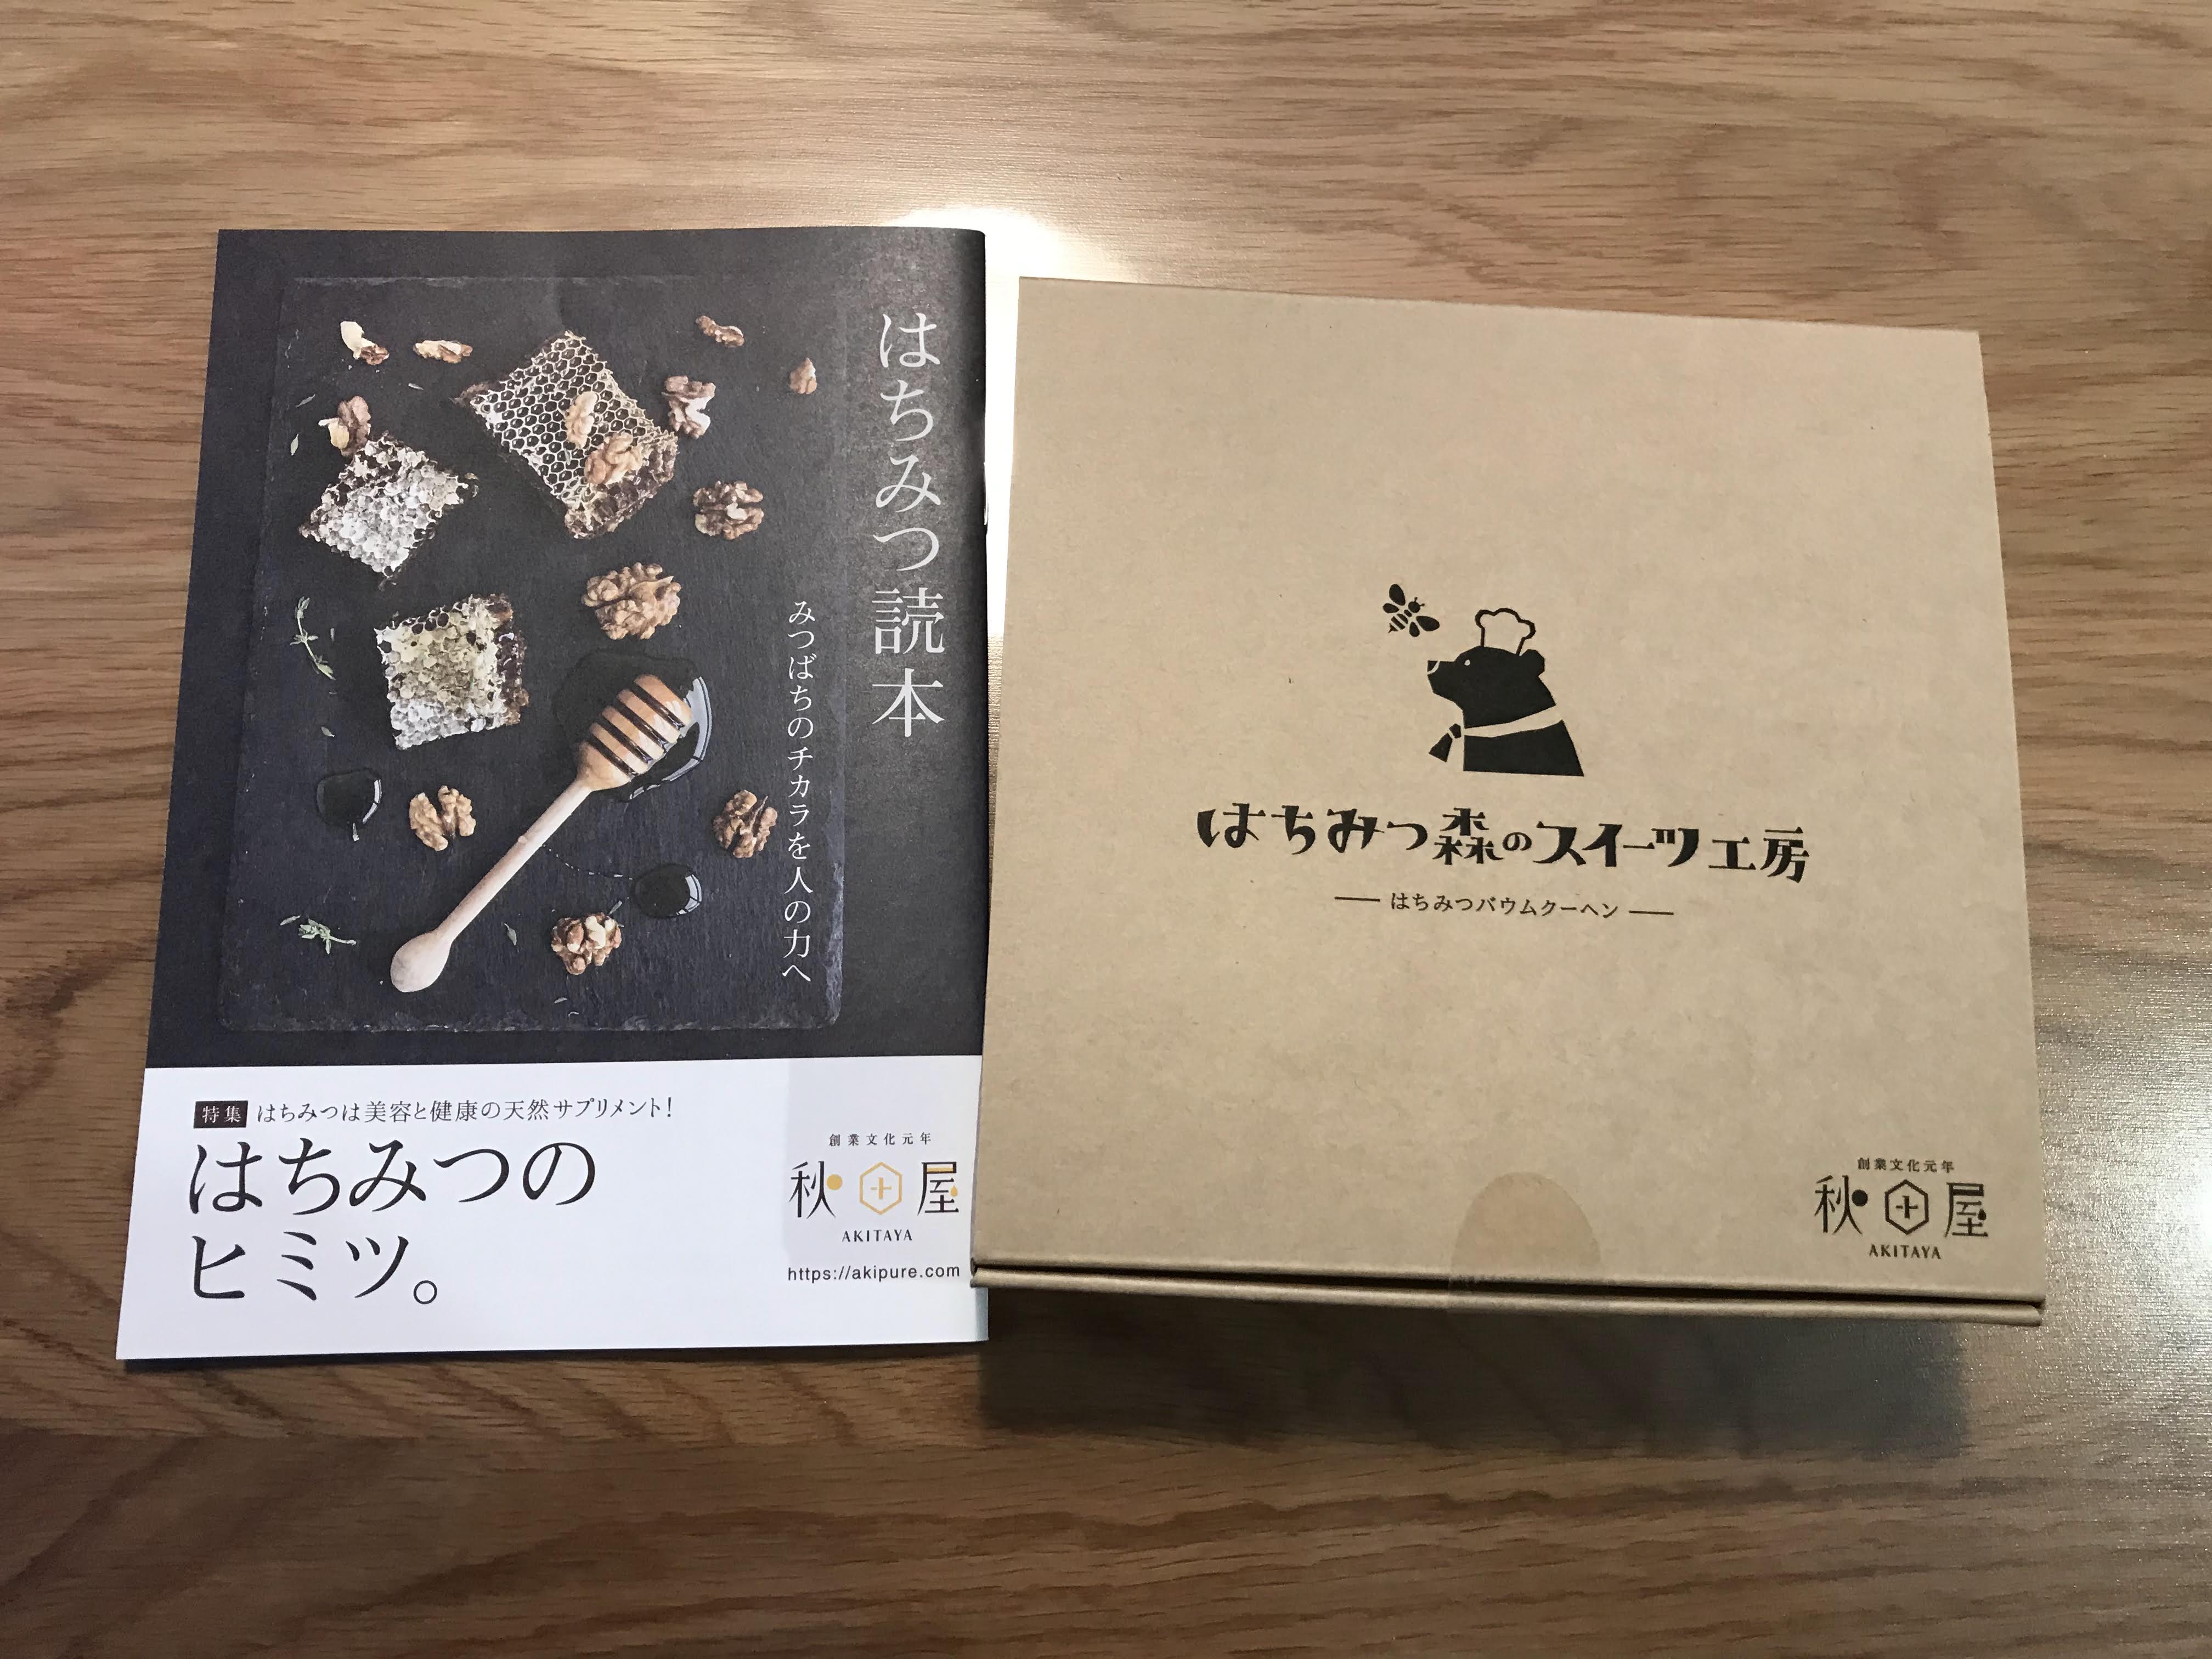 はちみつ読本
みつばちのチカラを人の力へ
特集 はちみつは美容と健康の天然サプリメント!
はちみつの
ヒミツ。
創業文化元年
秋田屋
AKITAYA
https://akipure.com
はちみつ森のスイーツ工房
はちみつバウムクーヘン
創業文化元年
秋田屋
AKITAYA